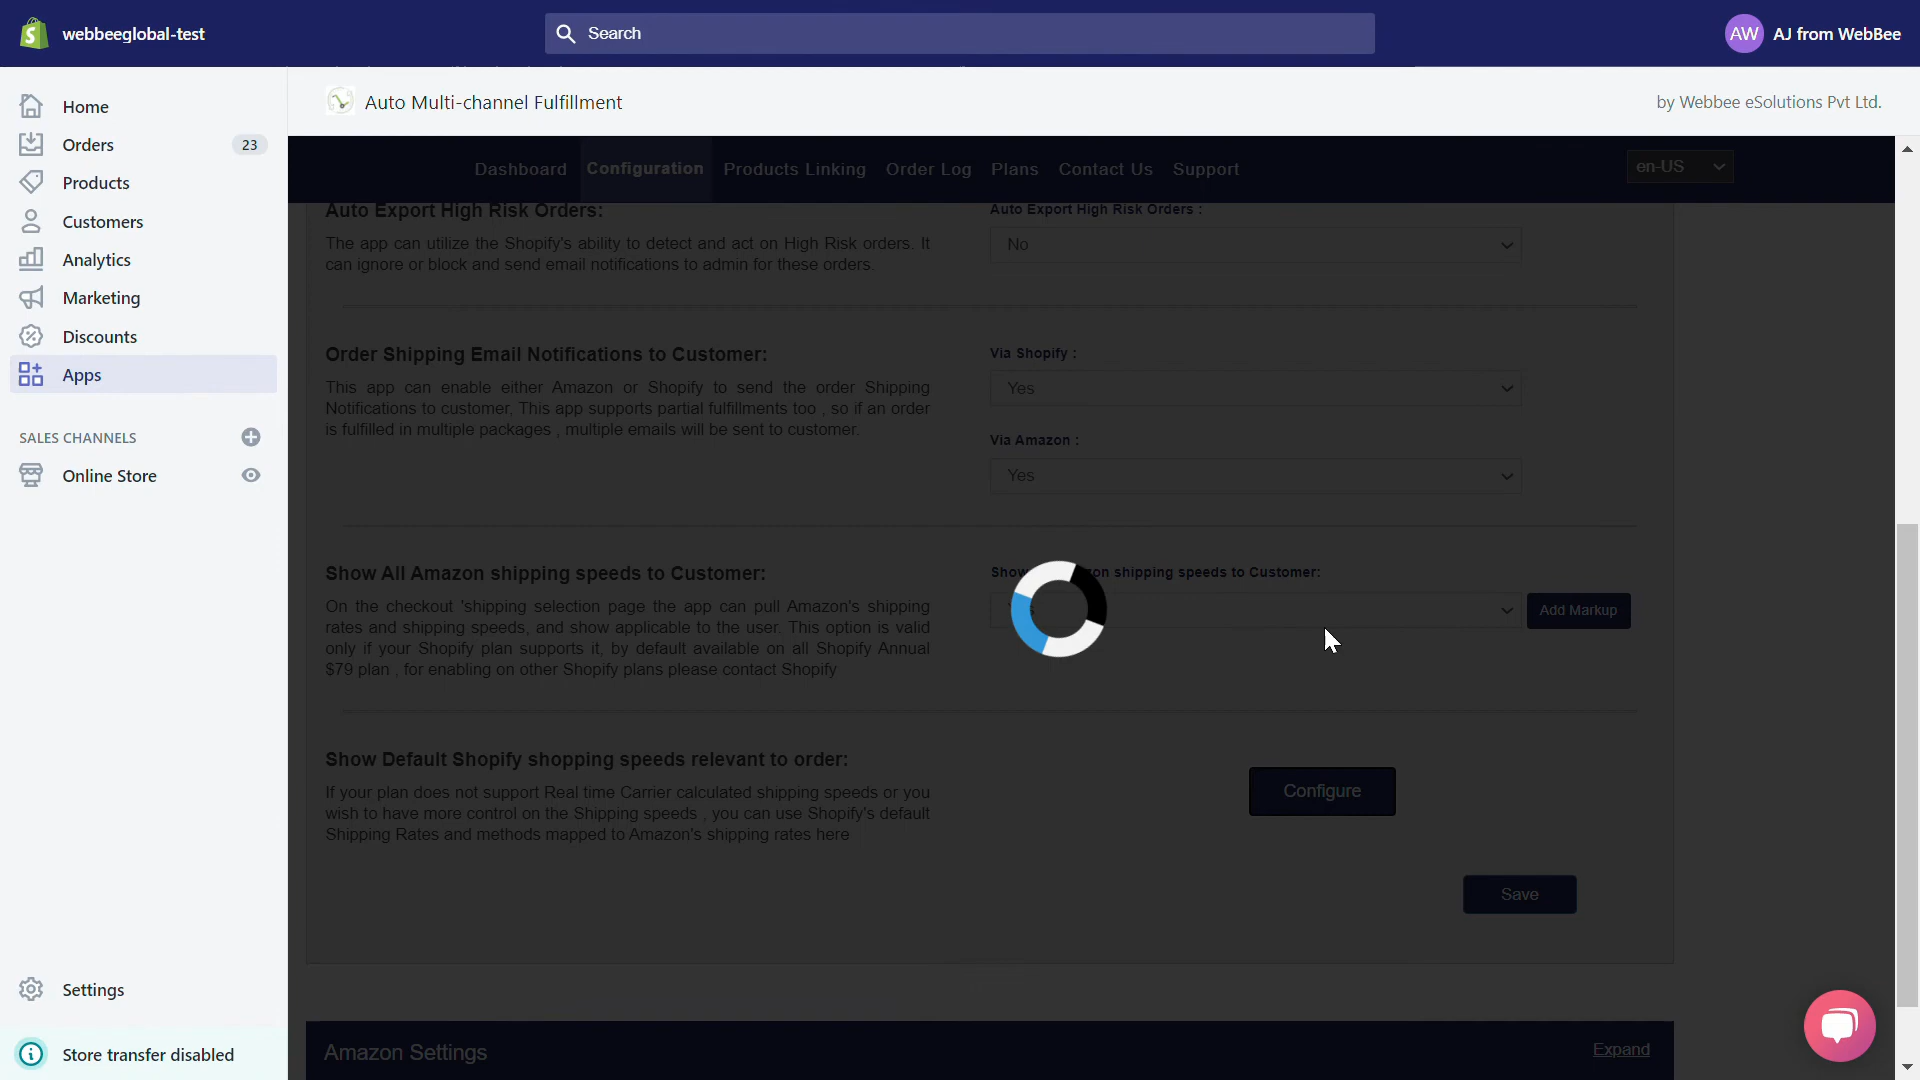 webbeeglobal-test
Search
AW AJ from WebBee
Home
Orders 23
Products
Customers
Analytics
Marketing
Discounts
Apps
SALES CHANNELS
Online Store
Settings
Store transfer disabled
Auto Multi-channel Fulfillment
by Webbee eSolutions Pvt Ltd.
Dashboard Configuration Products Linking Order Log Plans Contact Us Support
en-US
Auto Export High Risk Orders:
The app can utilize the Shopify's ability to detect and act on High Risk orders. It
can ignore or block and send email notifications to admin for these orders.
Auto Export High Risk Orders :
No
Order Shipping Email Notifications to Customer:
This app can enable either Amazon or Shopify to send the order Shipping
Notifications to customer, This app supports partial fulfillments too , so if an order
is fulfilled in multiple packages , multiple emails will be sent to customer.
Via Shopify :
Yes
Via Amazon :
Yes
Show All Amazon shipping speeds to Customer:
On the checkout 'shipping selection page the app can pull Amazon's shipping
rates and shipping speeds, and show applicable to the user. This option is valid
only if your Shopify plan supports it, by default available on all Shopify Annual
$79 plan , for enabling on other Shopify plans please contact Shopify
shipping speeds to Customer:
Add Markup
Show Default Shopify shopping speeds relevant to order:
If your plan does not support Real time Carrier calculated shipping speeds or you
wish to have more control on the Shipping speeds , you can use Shopify's default
Shipping Rates and methods mapped to Amazon's shipping rates here
Configure
Save
Amazon Settings
Expand